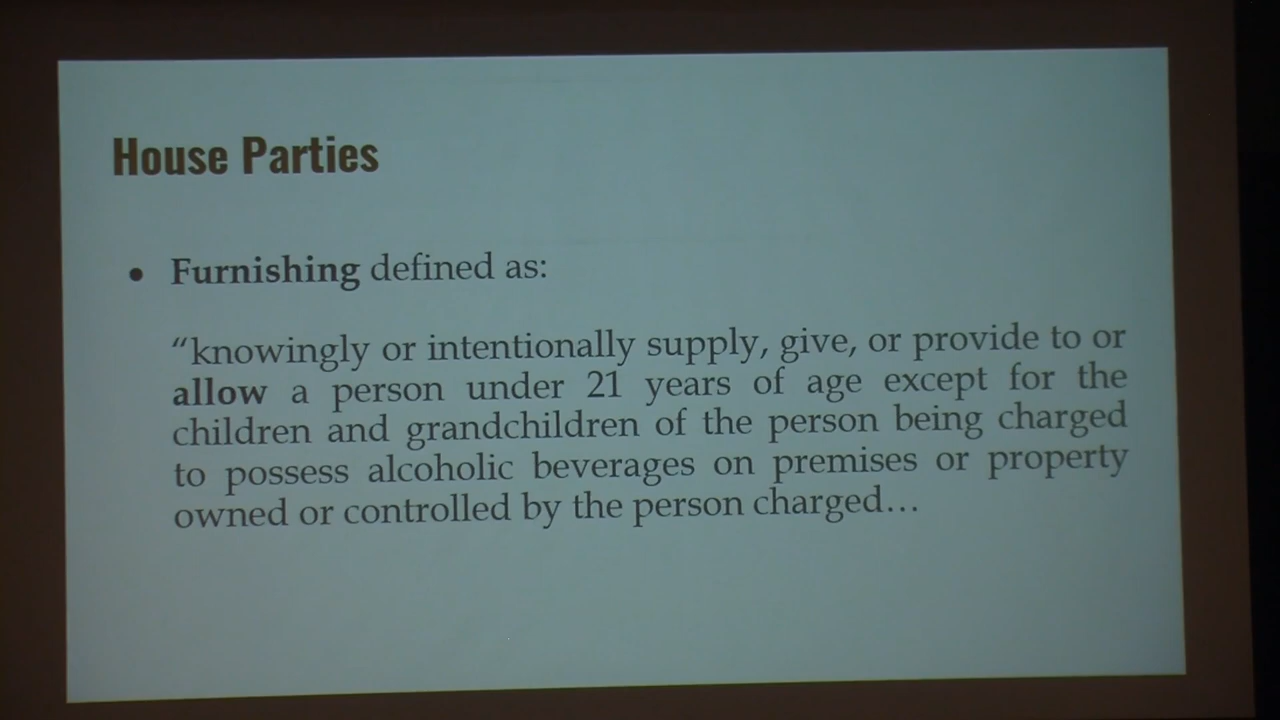 House Parties
• Furnishing defined as:
“knowingly or intentionally supply, give, or provide to or
allow a person under 21 years of age except for the
children and grandchildren of the person being charged
to possess alcoholic beverages on premises or property
owned or controlled by the person charged…